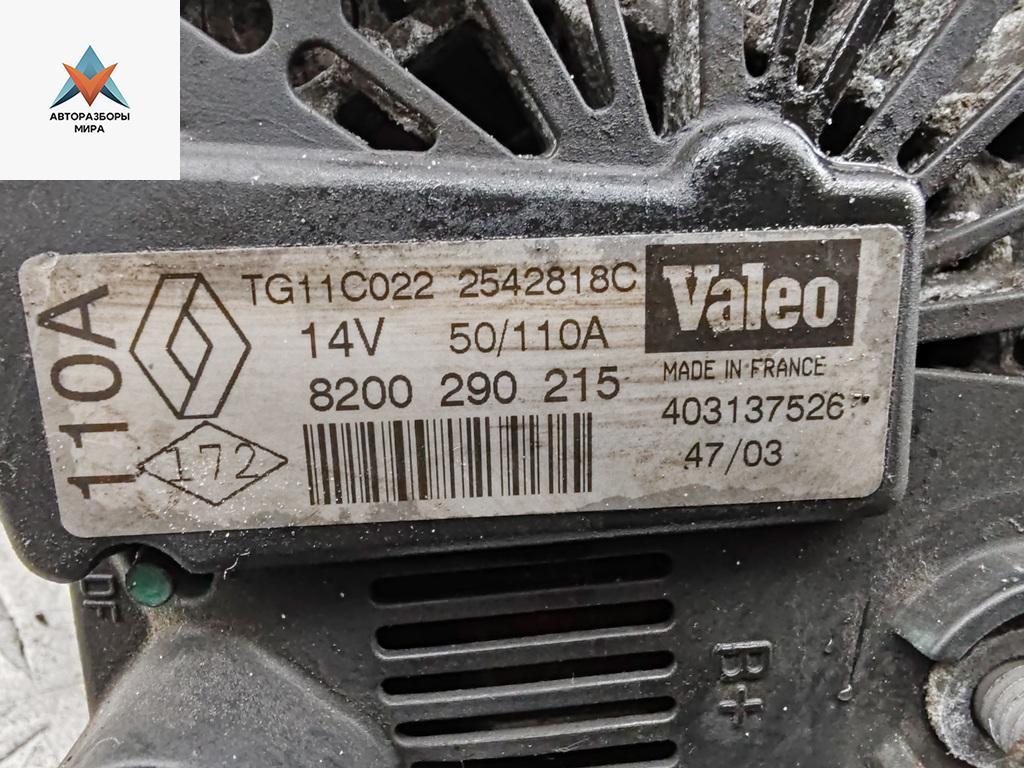 АВТОРАЗБОРЫ
МИРА
110A
TG11C022 2542818C
Valeo
14V 50/110A
MADE IN FRANCE
8200 290 215
403137526
172
47/03
DF
B+